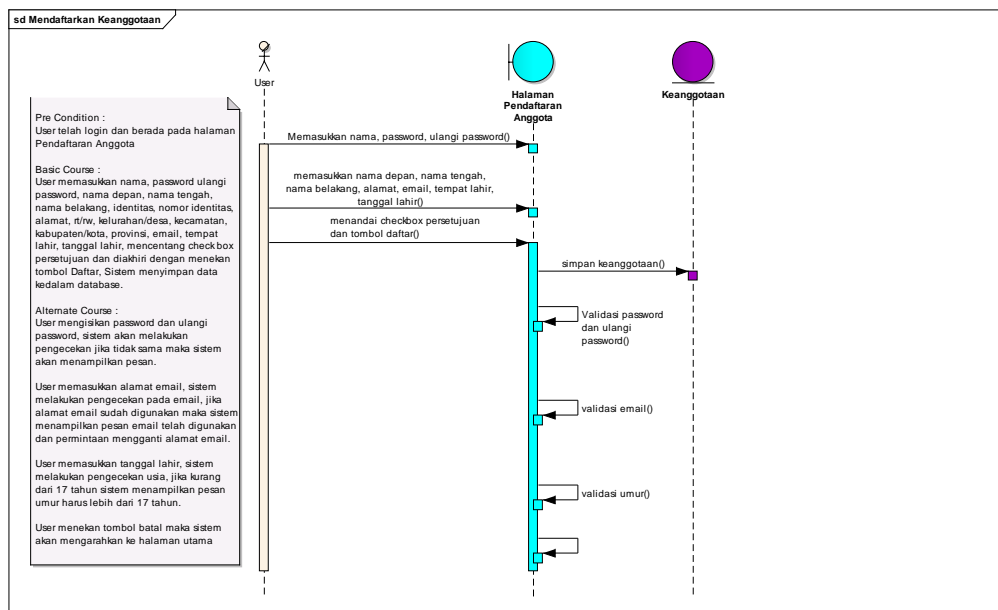 sd Mendaftarkan Keanggotaan
User
Halaman
Pendaftaran
Anggota
Keanggotaan
Pre Condition :
User telah login dan berada pada halaman
Pendaftaran Anggota
Basic Course :
User memasukkan nama, password ulangi
password, nama depan, nama tengah,
nama belakang, identitas, nomor identitas,
alamat, rt/rw, kelurahan/desa, kecamatan,
kabupaten/kota, provinsi, email, tempat
lahir, tanggal lahir, mencentang check box
persetujuan dan diakhiri dengan menekan
tombol Daftar, Sistem menyimpan data
kedalam database.
Alternate Course :
User mengisikan password dan ulangi
password, sistem akan melakukan
pengecekan jika tidak sama maka sistem
akan menampilkan pesan.
User memasukkan alamat email, sistem
melakukan pengecekan pada email, jika
alamat email sudah digunakan maka sistem
menampilkan pesan email telah digunakan
dan permintaan mengganti alamat email.
User memasukkan tanggal lahir, sistem
melakukan pengecekan usia, jika kurang
dari 17 tahun sistem menampilkan pesan
umur harus lebih dari 17 tahun.
User menekan tombol batal maka sistem
akan mengarahkan ke halaman utama
Memasukkan nama, password, ulangi password()
memasukkan nama depan, nama tengah,
nama belakang, alamat, email, tempat lahir,
tanggal lahir()
menandai checkbox persetujuan
dan tombol daftar()
simpan keanggotaan()
Validasi password
dan ulangi
password()
validasi email()
validasi umur()